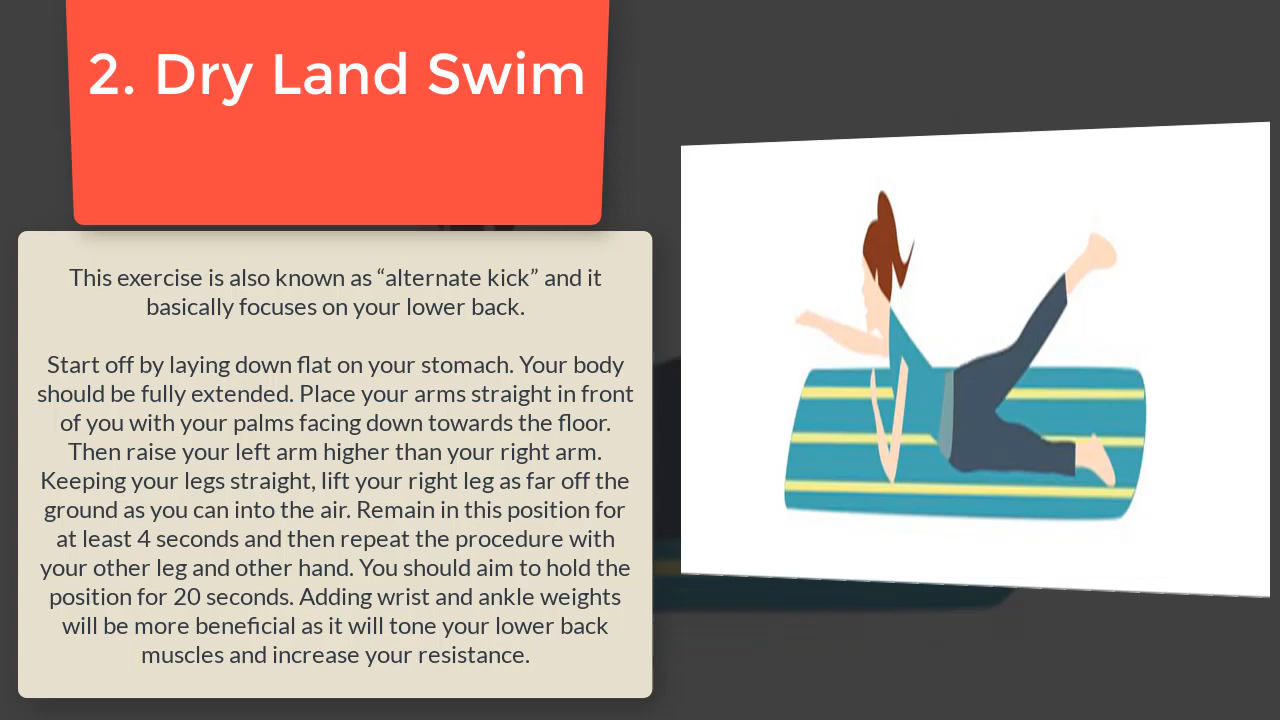 2. Dry Land Swim
This exercise is also known as “alternate kick” and it
basically focuses on your lower back.
Start off by laying down flat on your stomach. Your body
should be fully extended. Place your arms straight in front
of you with your palms facing down towards the floor.
Then raise your left arm higher than your right arm.
Keeping your legs straight, lift your right leg as far off the
ground as you can into the air. Remain in this position for
at least 4 seconds and then repeat the procedure with
your other leg and other hand. You should aim to hold the
position for 20 seconds. Adding wrist and ankle weights
will be more beneficial as it will tone your lower back
muscles and increase your resistance.